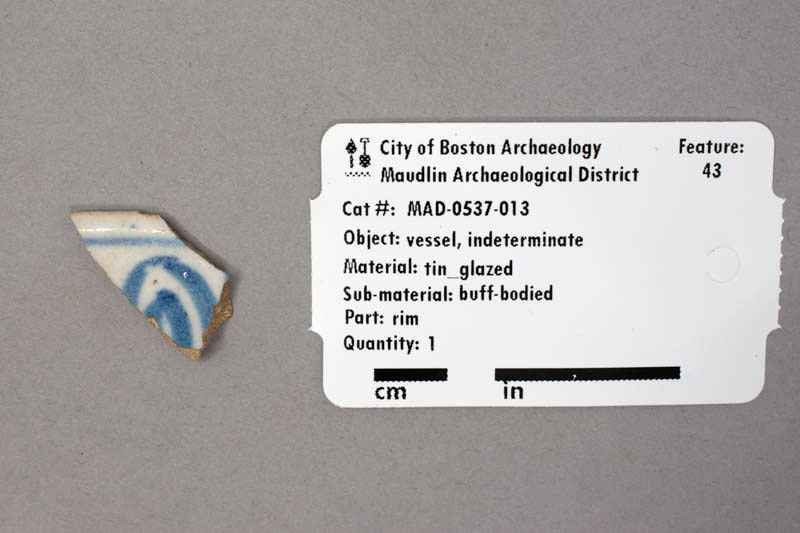 City of Boston Archaeology
Maudlin Archaeological District
Feature:
43
Cat #: MAD-0537-013
Object: vessel, indeterminate
Material: tin_glazed
Sub-material: buff-bodied
Part: rim
Quantity: 1
cm in